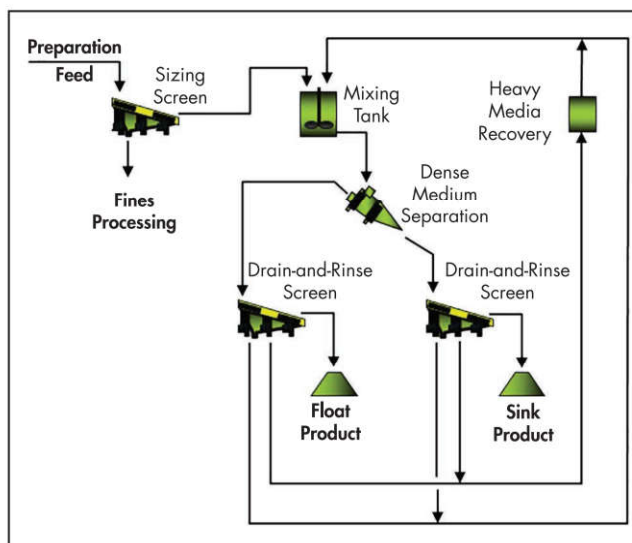 Preparation
Feed
Sizing
Screen
Mixing
Tank
Heavy
Media
Recovery
Fines
Processing
Dense
Medium
Separation
Drain-and-Rinse
Screen
Drain-and-Rinse
Screen
Float
Product
Sink
Product